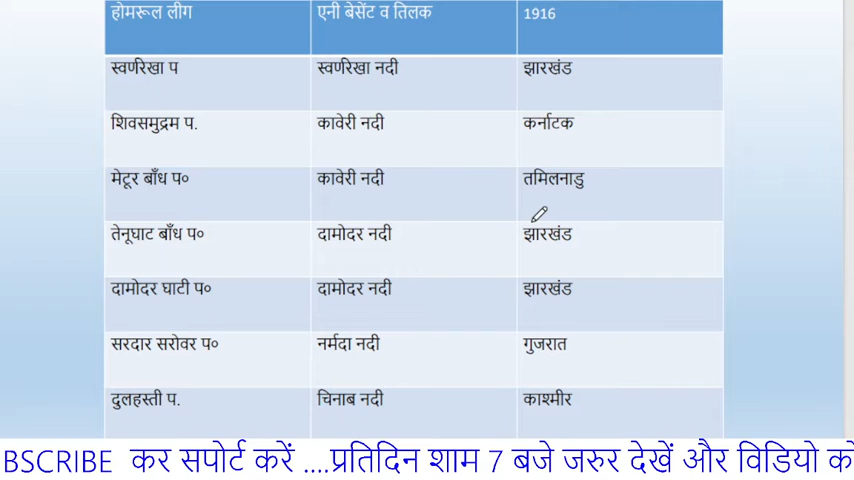 होमरूल लीग एनी बेसेंट व तिलक 1916
स्वर्णरेखा प स्वर्णरेखा नदी झारखंड
शिवसमुद्रम प. कावेरी नदी कर्नाटक
मेटूर बाँध प० कावेरी नदी तमिलनाडु
तेनूघाट बाँध प० दामोदर नदी झारखंड
दामोदर घाटी प० दामोदर नदी झारखंड
सरदार सरोवर प० नर्मदा नदी गुजरात
दुलहस्ती प. चिनाब नदी काश्मीर
BSCRIBE कर सपोर्ट करें ....प्रतिदिन शाम 7 बजे जरुर देखें और विडियो को